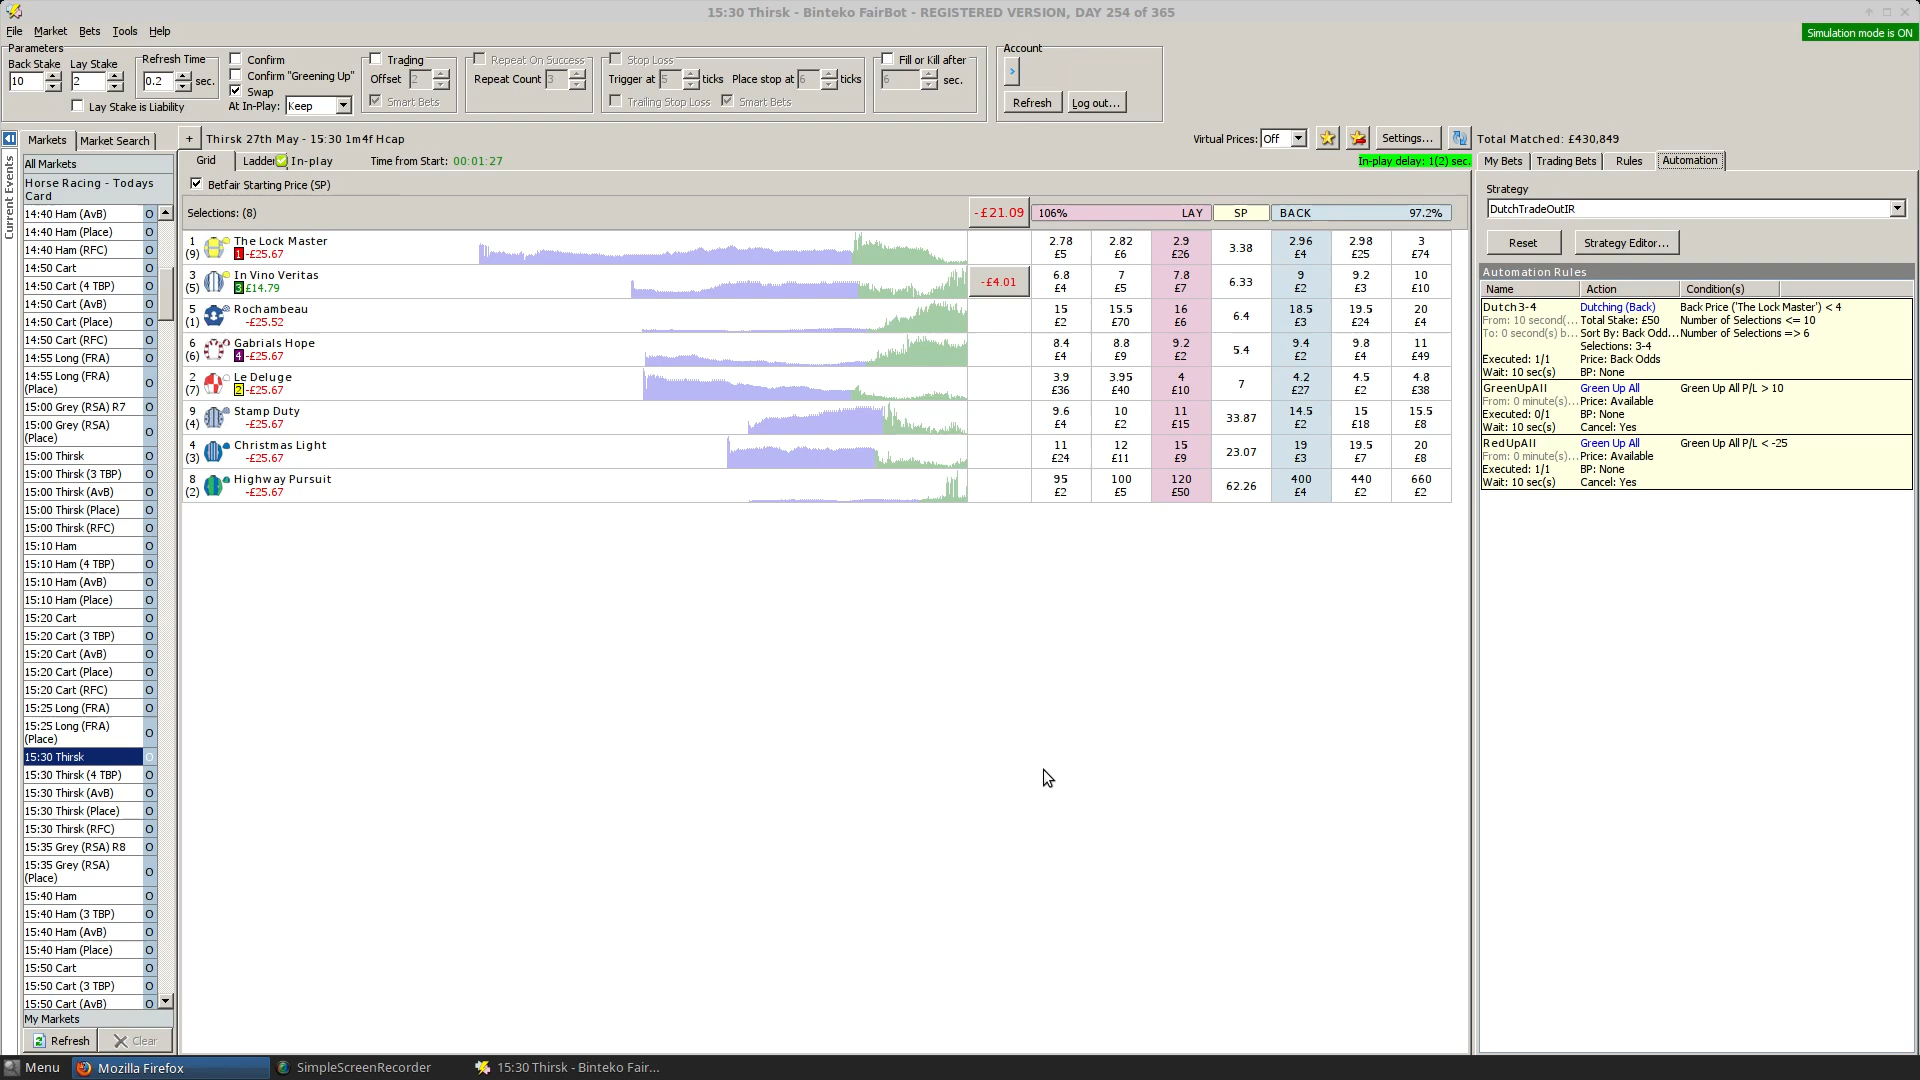 15:30 Thirsk - Binteko FairBot - REGISTERED VERSION, DAY 254 of 365
File Market Bets Tools Help
Simulation mode is ON
Parameters
Back Stake Lay Stake
10 2
Lay Stake is Liability
Refresh Time
0.2 sec.
Confirm
Confirm "Greening Up"
Swap
At In-Play: Keep
Trading
Offset 2
Smart Bets
Repeat On Success
Repeat Count 3
Stop Loss
Trigger at 5 ticks Place stop at 6 ticks
Trailing Stop Loss Smart Bets
Fill or Kill after
6 sec.
Account
>
Refresh Log out...
Current Events
Markets Market Search
All Markets
Horse Racing - Todays
Card
14:40 Ham (AvB) O
14:40 Ham (Place) O
14:40 Ham (RFC) O
14:50 Cart O
14:50 Cart (4 TBP) O
14:50 Cart (AvB) O
14:50 Cart (Place) O
14:50 Cart (RFC) O
14:55 Long (FRA) O
14:55 Long (FRA)
(Place) O
15:00 Grey (RSA) R7 O
15:00 Grey (RSA)
(Place) O
15:00 Thirsk O
15:00 Thirsk (3 TBP) O
15:00 Thirsk (AvB) O
15:00 Thirsk (Place) O
15:00 Thirsk (RFC) O
15:10 Ham O
15:10 Ham (4 TBP) O
15:10 Ham (AvB) O
15:10 Ham (Place) O
15:20 Cart O
15:20 Cart (3 TBP) O
15:20 Cart (AvB) O
15:20 Cart (Place) O
15:20 Cart (RFC) O
15:25 Long (FRA) O
15:25 Long (FRA)
(Place) O
15:30 Thirsk O
15:30 Thirsk (4 TBP) O
15:30 Thirsk (AvB) O
15:30 Thirsk (Place) O
15:30 Thirsk (RFC) O
15:35 Grey (RSA) R8 O
15:35 Grey (RSA)
(Place) O
15:40 Ham O
15:40 Ham (3 TBP) O
15:40 Ham (AvB) O
15:40 Ham (Place) O
15:50 Cart O
15:50 Cart (3 TBP) O
15:50 Cart (AvB) O
My Markets
Refresh Clear
+ Thirsk 27th May - 15:30 1m4f Hcap
Virtual Prices: Off Settings... Total Matched: £430,849
Grid Ladder In-play Time from Start: 00:01:27
In-play delay: 1(2) sec.
Betfair Starting Price (SP)
Selections: (8) -£21.09 106% LAY SP BACK 97.2%
1 The Lock Master 2.78 2.82 2.9 3.38 2.96 2.98 3
(9) 1 -£25.67 £5 £6 £26 £4 £25 £74
3 In Vino Veritas -£4.01 6.8 7 7.8 6.33 9 9.2 10
(5) 3 £14.79 £4 £5 £7 £2 £3 £10
5 Rochambeau 15 15.5 16 6.4 18.5 19.5 20
(1) -£25.52 £2 £70 £6 £3 £24 £4
6 Gabrials Hope 8.4 8.8 9.2 5.4 9.4 9.8 11
(6) 4 -£25.67 £4 £9 £2 £2 £4 £49
2 Le Deluge 3.9 3.95 4 7 4.2 4.5 4.8
(7) 2 -£25.67 £36 £40 £10 £27 £2 £38
9 Stamp Duty 9.6 10 11 33.87 14.5 15 15.5
(4) -£25.67 £4 £2 £15 £2 £18 £8
4 Christmas Light 11 12 15 23.07 19 19.5 20
(3) -£25.67 £24 £11 £9 £3 £7 £8
8 Highway Pursuit 95 100 120 62.26 400 440 660
(2) -£25.67 £2 £5 £50 £4 £2 £2
My Bets Trading Bets Rules Automation
Strategy
DutchTradeOutIR
Reset Strategy Editor...
Automation Rules
Name Action Condition(s)
Dutch3-4 Dutching (Back) Back Price ('The Lock Master') < 4
From: 10 second(... Total Stake: £50 Number of Selections <= 10
To: 0 second(s) b... Sort By: Back Odd... Number of Selections => 6
Selections: 3-4
Executed: 1/1 Price: Back Odds
Wait: 10 sec(s) BP: None
GreenUpAll Green Up All Green Up All P/L > 10
From: 0 minute(s)... Price: Available
Executed: 0/1 BP: None
Wait: 10 sec(s) Cancel: Yes
RedUpAll Green Up All Green Up All P/L < -25
From: 0 minute(s)... Price: Available
Executed: 1/1 BP: None
Wait: 10 sec(s) Cancel: Yes
Menu Mozilla Firefox SimpleScreenRecorder 15:30 Thirsk - Binteko Fair...